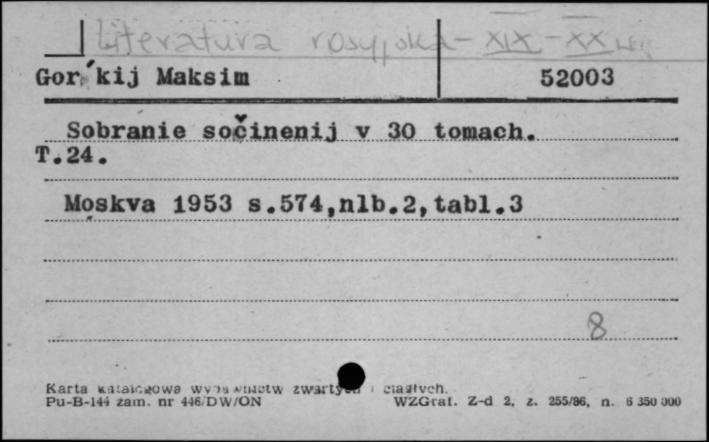 Literatura rosyjska - XIX - XX w.
Gor'kij Maksim 52003
Sobranie sočinenij v 30 tomach.
T.24.
Moskva 1953 s.574,nlb.2,tabl.3
8
Karta katalogowa wydawnictw zwartych i ciągłych.
Pu-B-144 zam. nr 446/DW/ON WZGraf. Z-d 2, z. 255/86, n. 6 350 000